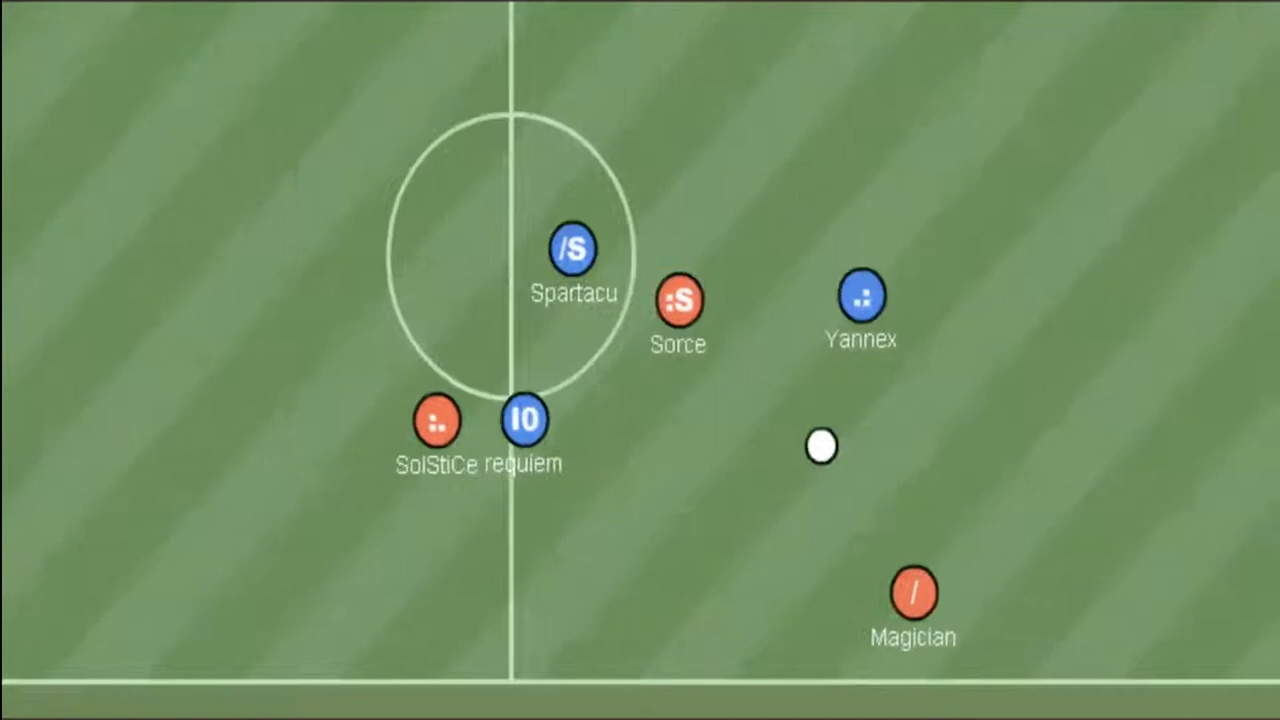 /S
Spartacu
:S
Sorce
.:
Yannex
:.
SolStiCe
10
requiem
/
Magician